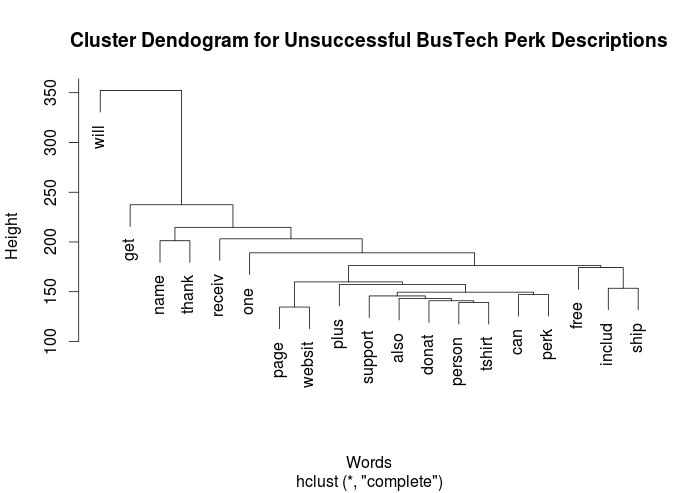 Cluster Dendogram for Unsuccessful BusTech Perk Descriptions
Height
350
300
250
200
150
100
will
get
name
thank
receiv
one
page
websit
plus
support
also
donat
person
tshirt
can
perk
free
includ
ship
Words
hclust (*, "complete")